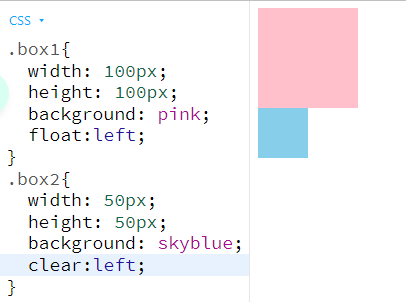 CSS
.box1{
width: 100px;
height: 100px;
background: pink;
float:left;
}
.box2{
width: 50px;
height: 50px;
background: skyblue;
clear:left;
}